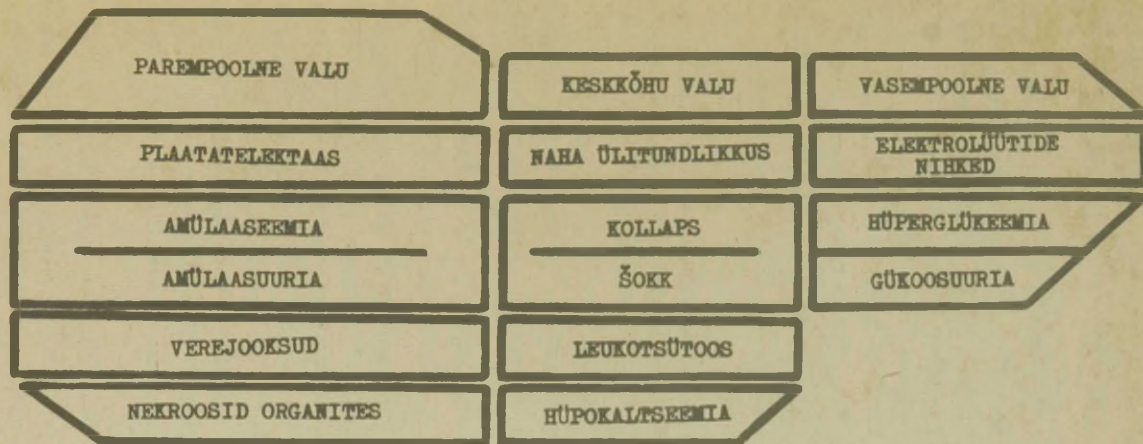 PAREMPOOLNE VALU
KESKKÕHU VALU
VASEMPOOLNE VALU
PLAATATELEKTAAS
NAHA ÜLITUNDLIKKUS
ELEKTROLÜÜTIDE
NIHKED
AMÜLAASEEMIA
KOLLAPS
HÜPERGLÜKEEMIA
AMÜLAASUURIA
ŠOKK
GÜKOOSUURIA
VEREJOOKSUD
LEUKOTSÜTOOS
NEKROOSID ORGANITES
HÜPOKALTSEEMIA